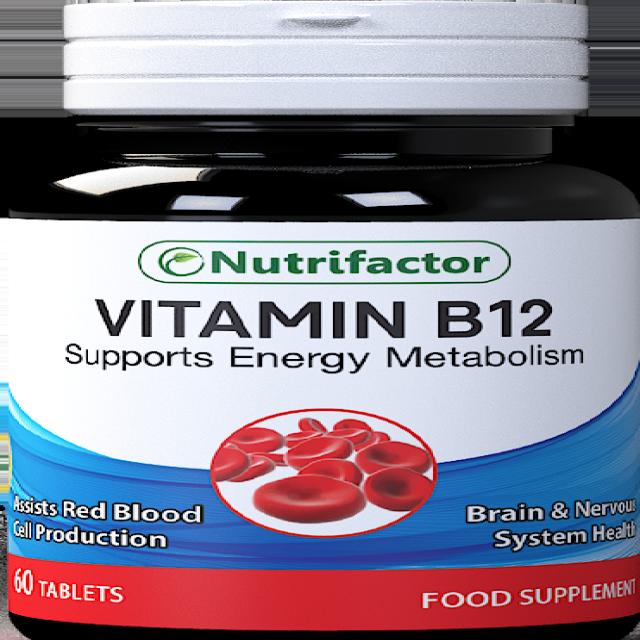 Nutrifactor
VITAMIN B12
Supports Energy Metabolism
Assists Red Blood
Cell Production
Brain & Nervous
System Health
60 TABLETS
FOOD SUPPLEMENT